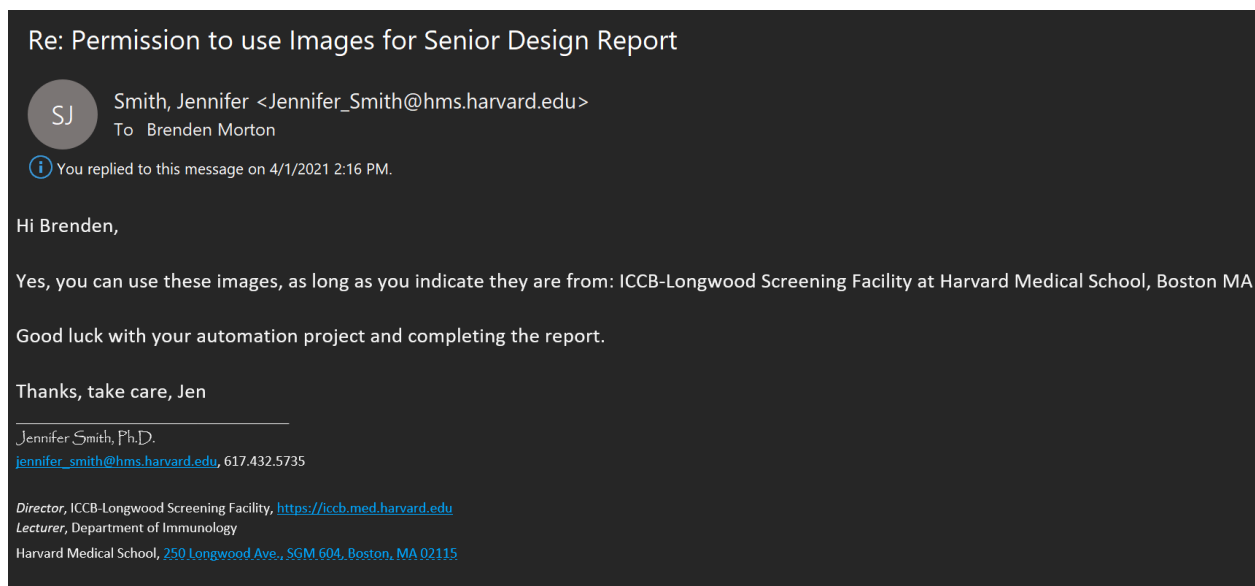 Re: Permission to use Images for Senior Design Report
SJ
Smith, Jennifer <Jennifer_Smith@hms.harvard.edu>
To Brenden Morton
i You replied to this message on 4/1/2021 2:16 PM.
Hi Brenden,
Yes, you can use these images, as long as you indicate they are from: ICCB-Longwood Screening Facility at Harvard Medical School, Boston MA
Good luck with your automation project and completing the report.
Thanks, take care, Jen
Jennifer Smith, Ph.D.
jennifer_smith@hms.harvard.edu, 617.432.5735
Director, ICCB-Longwood Screening Facility, https://iccb.med.harvard.edu
Lecturer, Department of Immunology
Harvard Medical School, 250 Longwood Ave., SGM 604, Boston, MA 02115